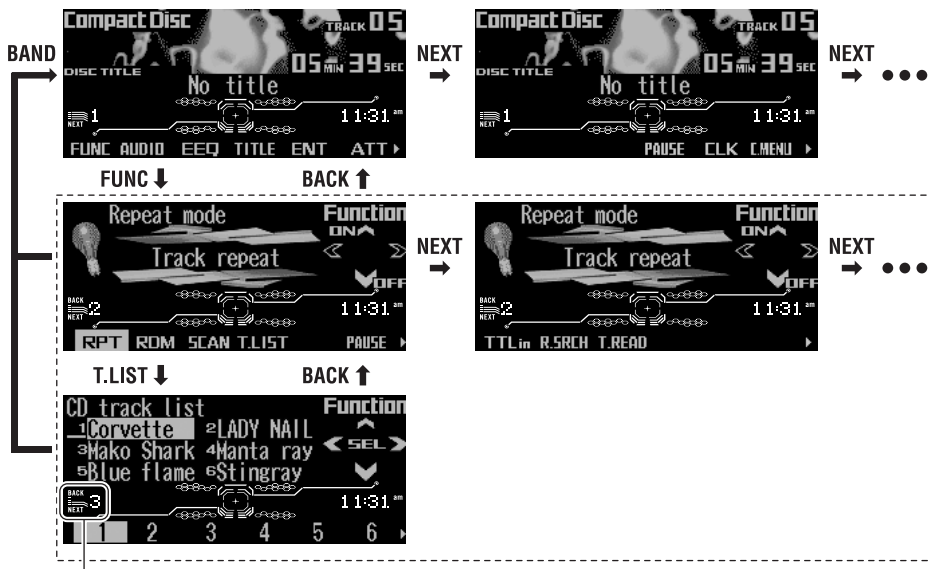 Compact Disc TRACK 05
DISC TITLE 05 MIN 39 SEC
No title
NEXT 1 11:31 am
FUNC AUDIO EEQ TITLE ENT ATT
BAND
NEXT
Compact Disc TRACK 05
DISC TITLE 05 MIN 39 SEC
No title
NEXT 1 11:31 am
PAUSE CLK C.MENU
NEXT
FUNC
BACK
Repeat mode Function
ON
Track repeat
OFF
BACK
NEXT 2 11:31 am
RPT RDM SCAN T.LIST PAUSE
NEXT
Repeat mode Function
ON
Track repeat
OFF
BACK
NEXT 2 11:31 am
TTLin R.SRCH T.READ
NEXT
T.LIST
BACK
CD track list Function
1Corvette 2LADY NAIL
3Mako Shark 4Manta ray
SEL
5Blue flame 6Stingray
BACK
NEXT 3 11:31 am
1 2 3 4 5 6